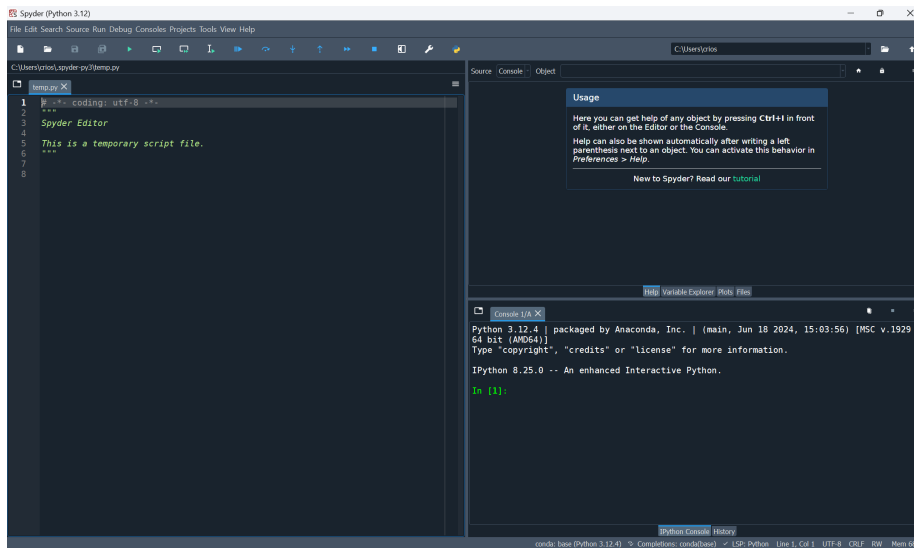 Spyder (Python 3.12)
File Edit Search Source Run Debug Consoles Projects Tools View Help
C:\Users\crios
C:\Users\crios\.spyder-py3\temp.py
temp.py
1 # -*- coding: utf-8 -*-
2 """
3 Spyder Editor
4
5 This is a temporary script file.
6 """
7
8
Source Console Object
Usage
Here you can get help of any object by pressing Ctrl+I in front
of it, either on the Editor or the Console.
Help can also be shown automatically after writing a left
parenthesis next to an object. You can activate this behavior in
Preferences > Help.
New to Spyder? Read our tutorial
Help Variable Explorer Plots Files
Console 1/A
Python 3.12.4 | packaged by Anaconda, Inc. | (main, Jun 18 2024, 15:03:56) [MSC v.1929
64 bit (AMD64)]
Type "copyright", "credits" or "license" for more information.
IPython 8.25.0 -- An enhanced Interactive Python.
In [1]:
IPython Console History
conda: base (Python 3.12.4) Completions: conda(base) LSP: Python Line 1, Col 1 UTF-8 CRLF RW Mem